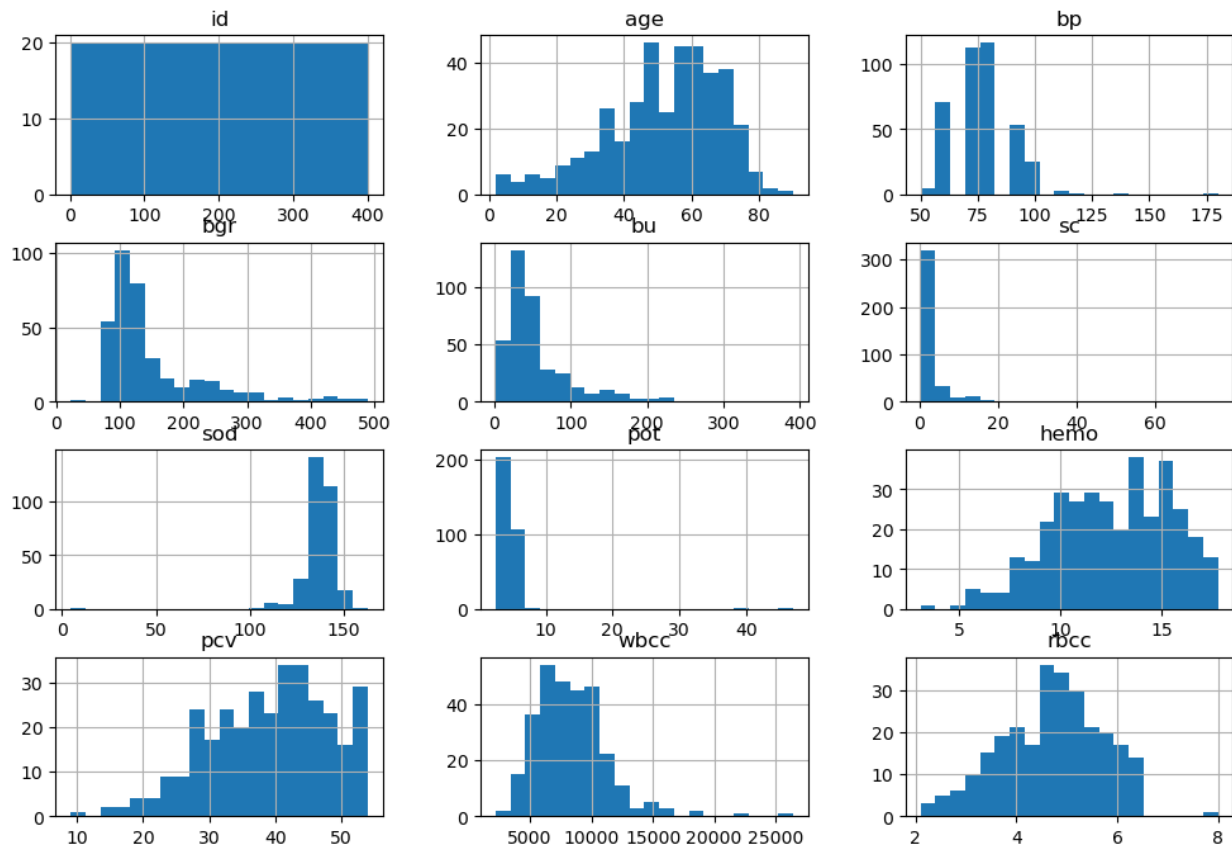 id age bp
20
10
0
0 100 200 300 400
40
20
0
0 20 40 60 80
100
50
0
50 75 100 125 150 175
bgr bu sc
100
50
0
0 100 200 300 400 500
100
50
0
0 100 200 300 400
300
200
100
0
0 20 40 60
sod pot hemo
100
50
0
0 50 100 150
200
100
0
10 20 30 40
30
20
10
0
5 10 15
pcv wbcc rbcc
30
20
10
0
10 20 30 40 50
40
20
0
5000 10000 15000 20000 25000
30
20
10
0
2 4 6 8